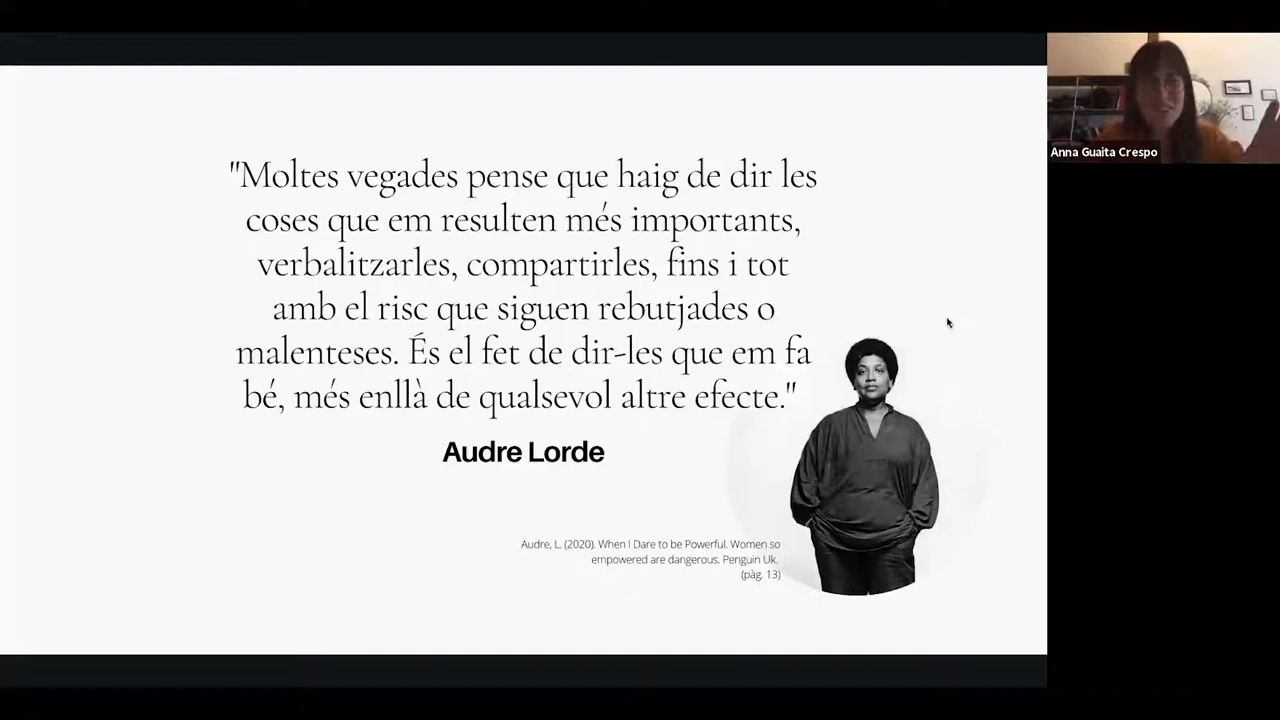 "Moltes vegades pense que haig de dir les
coses que em resulten més importants,
verbalitzarles, compartirles, fins i tot
amb el risc que siguen rebutjades o
malenteses. És el fet de dir-les que em fa
bé, més enllà de qualsevol altre efecte."
Audre Lorde
Audre, L. (2020). When I Dare to be Powerful. Women so
empowered are dangerous. Penguin Uk.
(pàg. 13)
Anna Guaita Crespo